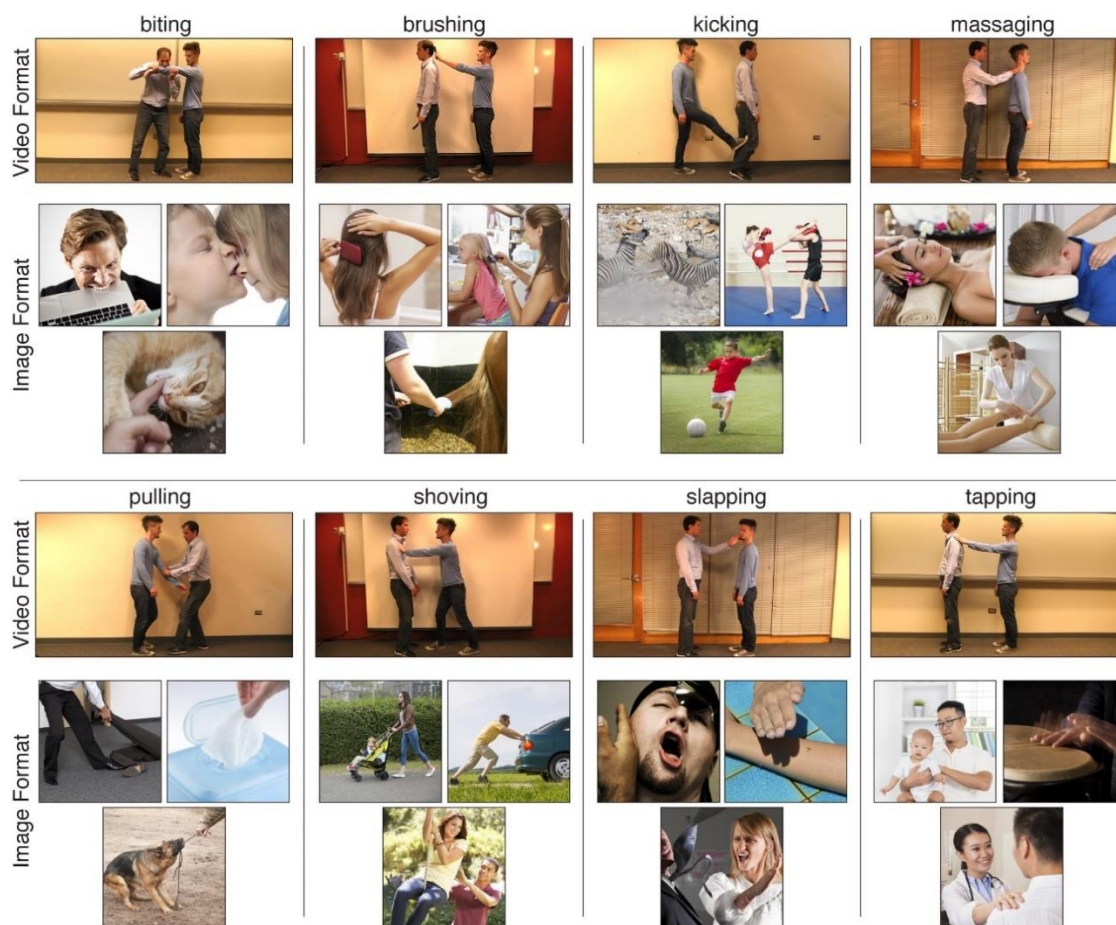 biting
brushing
kicking
massaging
Video Format
Image Format
pulling
shoving
slapping
tapping
Video Format
Image Format